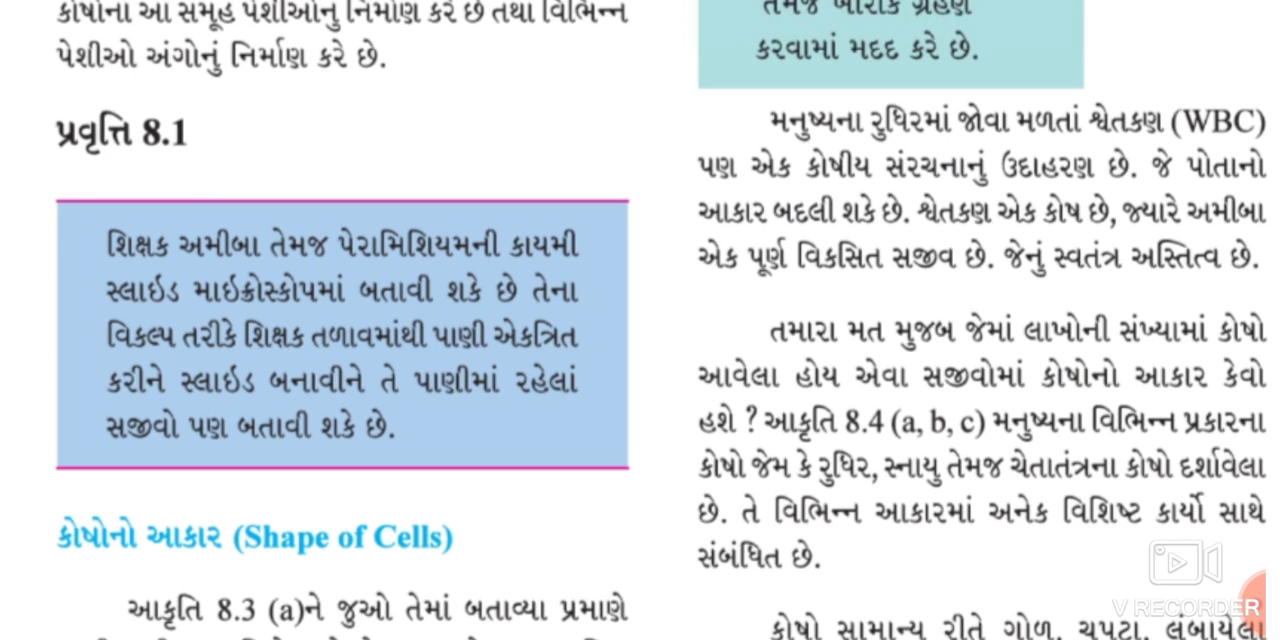 કોષોના આ સમૂહ પેશીઓનું નિર્માણ કરે છે તથા વિભિન્ન
પેશીઓ અંગોનું નિર્માણ કરે છે.
પ્રવૃત્તિ 8.1
શિક્ષક અમીબા તેમજ પેરામિશિયમની કાયમી
સ્લાઇડ માઇક્રોસ્કોપમાં બતાવી શકે છે તેના
વિકલ્પ તરીકે શિક્ષક તળાવમાંથી પાણી એકત્રિત
કરીને સ્લાઇડ બનાવીને તે પાણીમાં રહેલાં
સજીવો પણ બતાવી શકે છે.
કોષોનો આકાર (Shape of Cells)
આકૃતિ 8.3 (a)ને જુઓ તેમાં બતાવ્યા પ્રમાણે
તેમજ ખોરાક ગ્રહણ
કરવામાં મદદ કરે છે.
મનુષ્યના રુધિરમાં જોવા મળતાં શ્વેતકણ (WBC)
પણ એક કોષીય સંરચનાનું ઉદાહરણ છે. જે પોતાનો
આકાર બદલી શકે છે. શ્વેતકણ એક કોષ છે, જ્યારે અમીબા
એક પૂર્ણ વિકસિત સજીવ છે. જેનું સ્વતંત્ર અસ્તિત્વ છે.
તમારા મત મુજબ જેમાં લાખોની સંખ્યામાં કોષો
આવેલા હોય એવા સજીવોમાં કોષોનો આકાર કેવો
હશે ? આકૃતિ 8.4 (a, b, c) મનુષ્યના વિભિન્ન પ્રકારના
કોષો જેમ કે રુધિર, સ્નાયુ તેમજ ચેતાતંત્રના કોષો દર્શાવેલા
છે. તે વિભિન્ન આકારમાં અનેક વિશિષ્ટ કાર્યો સાથે
સંબંધિત છે.
કોષો સામાન્ય રીતે ગોળ, ચપટા, લંબાયેલા
V RECORDER